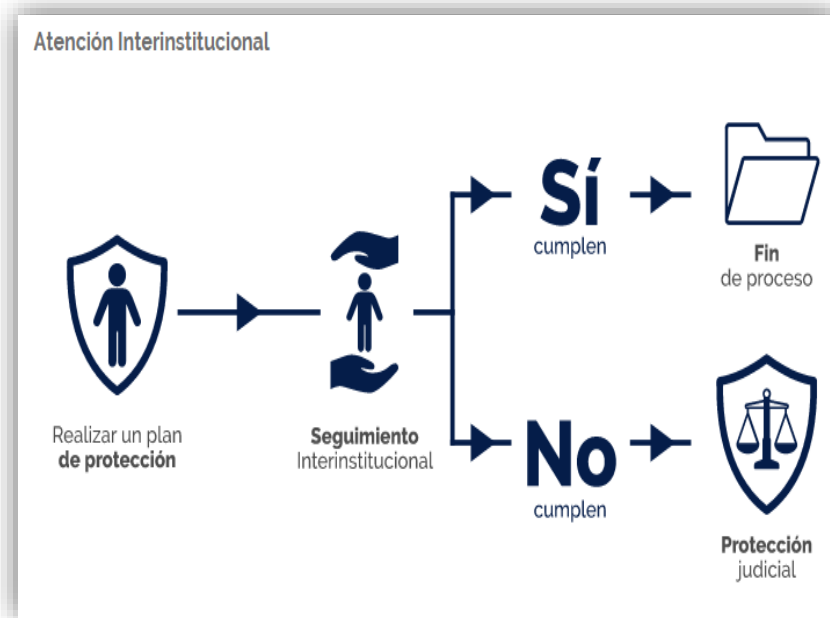 Atención Interinstitucional
Realizar un plan
de protección
Seguimiento
Interinstitucional
Sí
cumplen
Fin
de proceso
No
cumplen
Protección
judicial